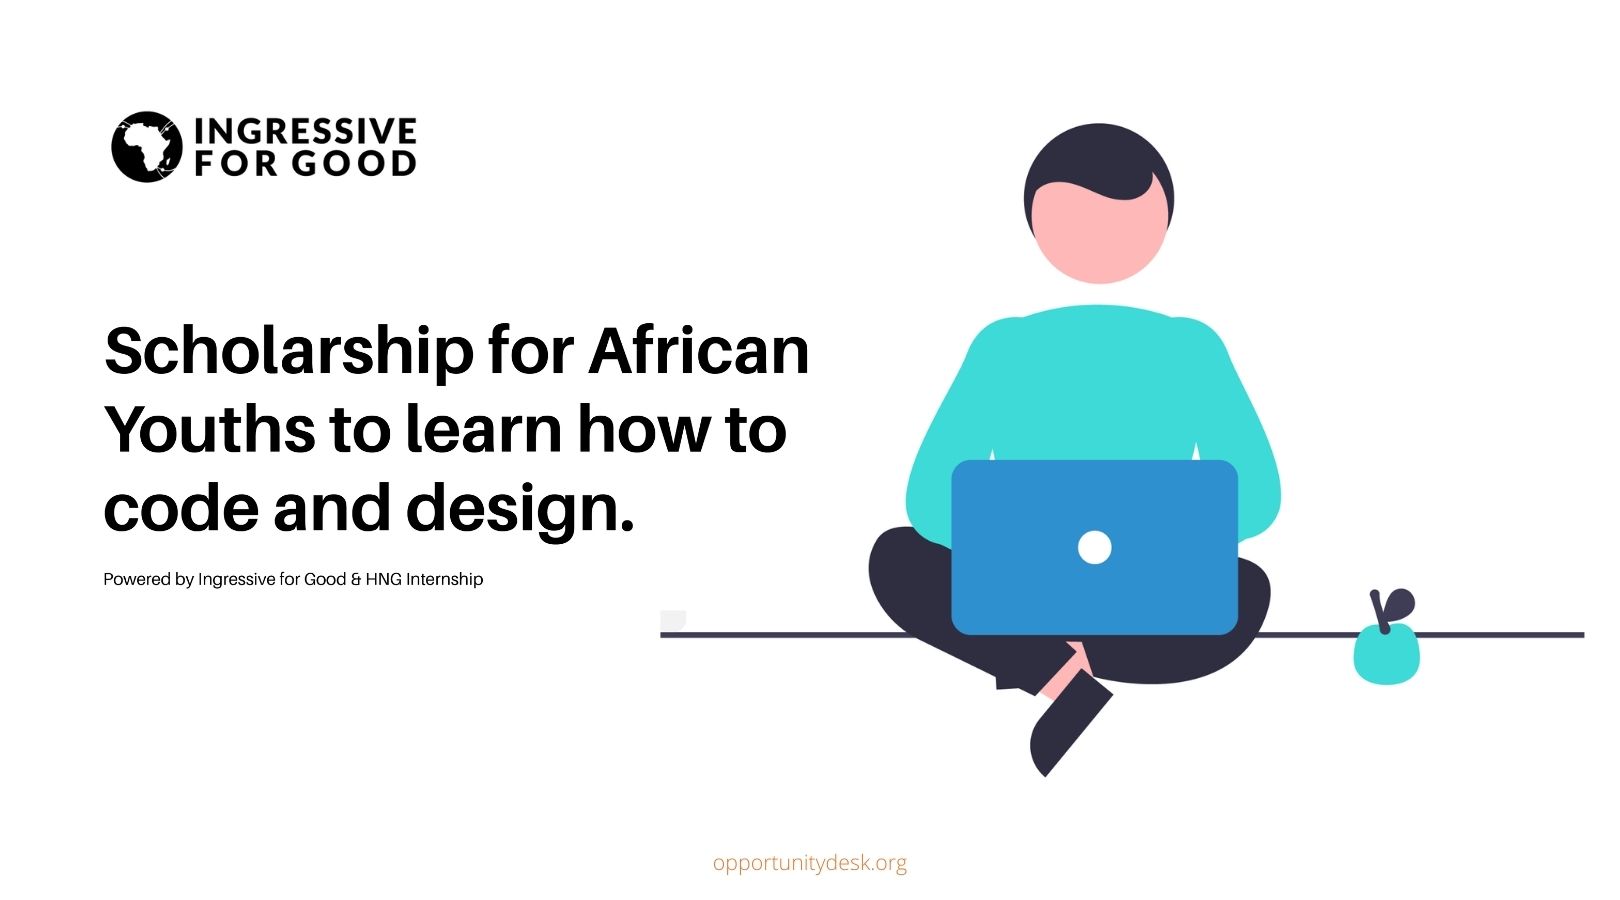 INGRESSIVE
FOR GOOD
Scholarship for African
Youths to learn how to
code and design.
Powered by Ingressive for Good & HNG Internship
opportunitydesk.org